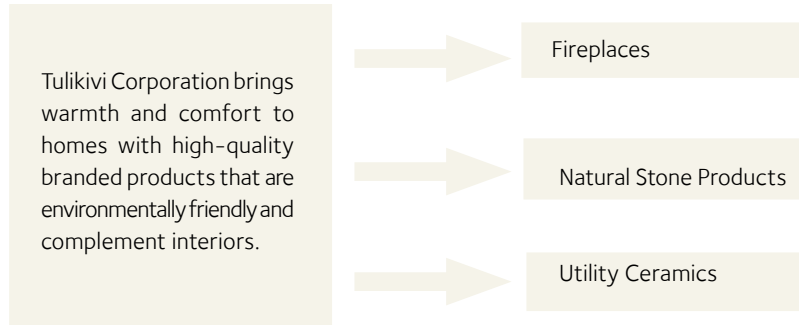 Tulikivi Corporation brings
warmth and comfort to
homes with high-quality
branded products that are
environmentally friendly and
complement interiors.
Fireplaces
Natural Stone Products
Utility Ceramics